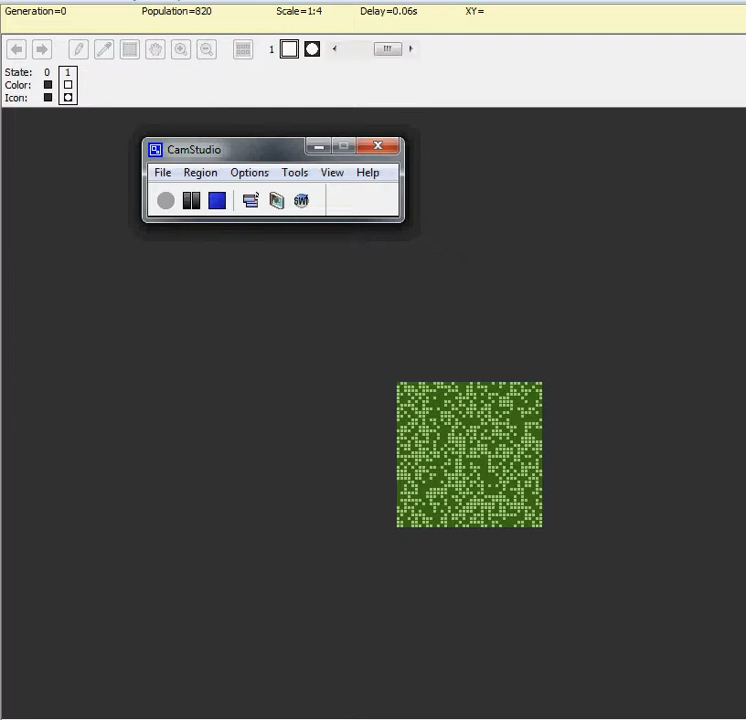 Generation=0 Population=820 Scale=1:4 Delay=0.06s XY=
1
State: 0 1
Color:
Icon:
CamStudio
File Region Options Tools View Help
SWF